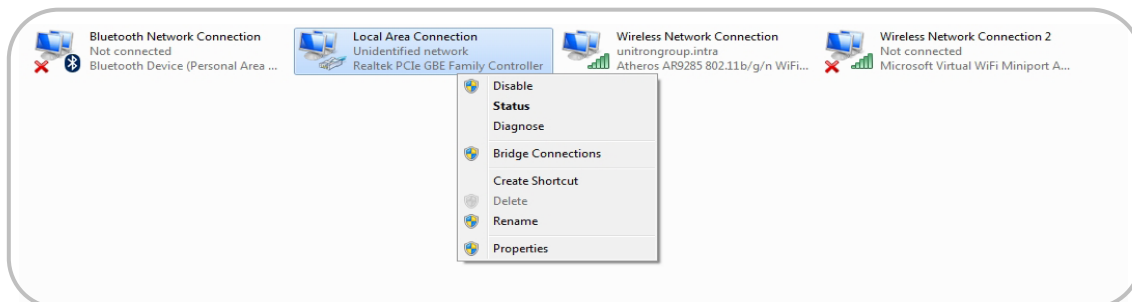 Bluetooth Network Connection
Not connected
Bluetooth Device (Personal Area ...
Local Area Connection
Unidentified network
Realtek PCIe GBE Family Controller
Wireless Network Connection
unitrongroup.intra
Atheros AR9285 802.11b/g/n WiFi...
Wireless Network Connection 2
Not connected
Microsoft Virtual WiFi Miniport A...
Disable
Status
Diagnose
Bridge Connections
Create Shortcut
Delete
Rename
Properties